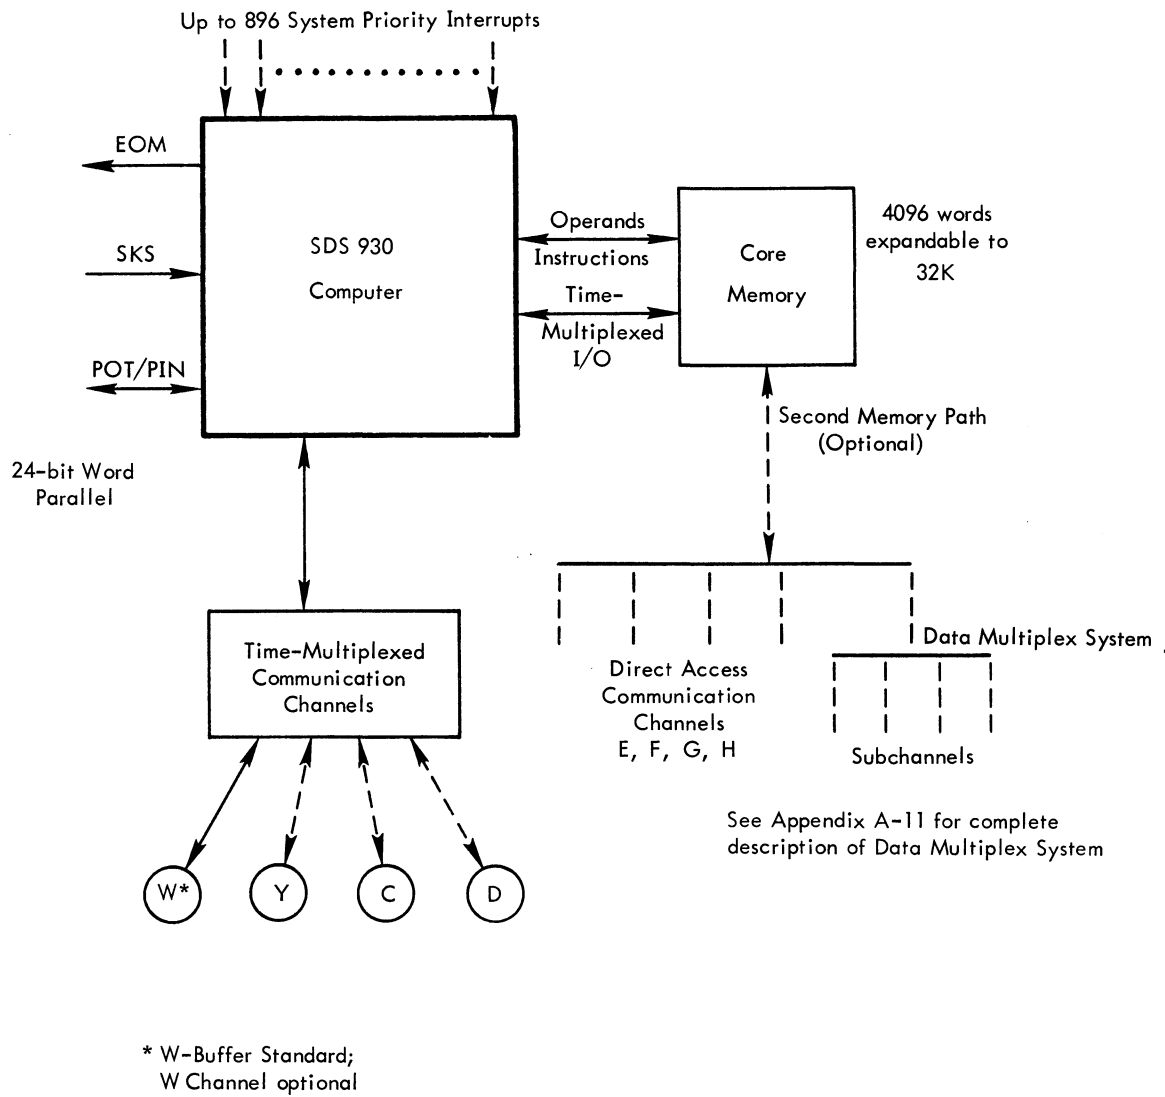 Up to 896 System Priority Interrupts
EOM
SKS
POT/PIN
24-bit Word
Parallel
SDS 930
Computer
Operands
Instructions
Time-
Multiplexed
I/O
Core
Memory
4096 words
expandable to
32K
Second Memory Path
(Optional)
Time-Multiplexed
Communication
Channels
Direct Access
Communication
Channels
E, F, G, H
Data Multiplex System
Subchannels
See Appendix A-11 for complete
description of Data Multiplex System
W*
Y
C
D
* W-Buffer Standard;
W Channel optional